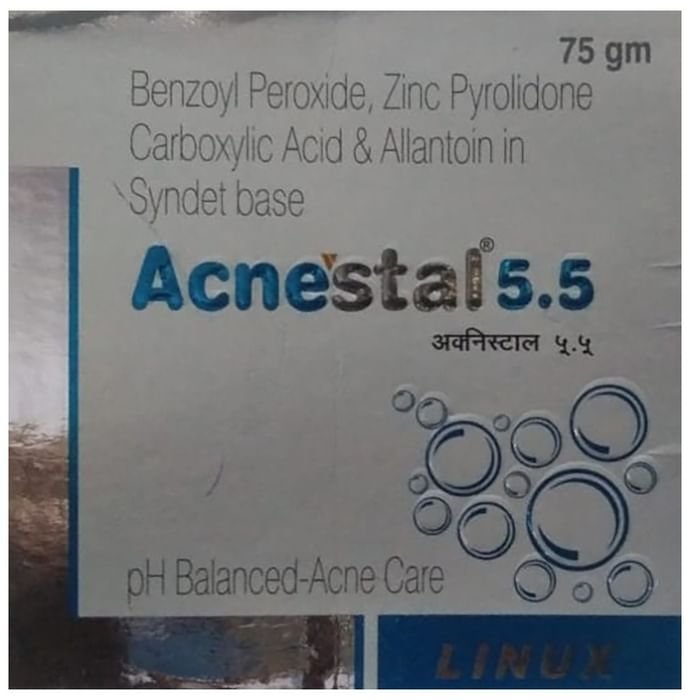 75 gm
Benzoyl Peroxide, Zinc Pyrolidone
Carboxylic Acid & Allantoin in
Syndet base
Acnestal® 5.5
अक्निस्टाल ५.५
pH Balanced-Acne Care
LINUX